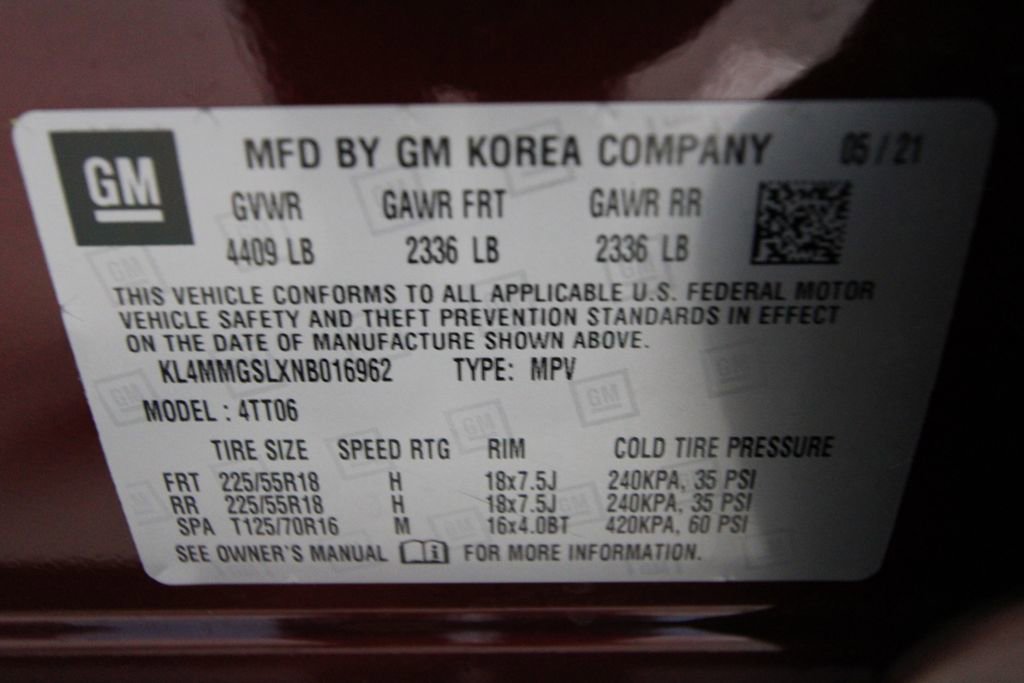 GM
MFD BY GM KOREA COMPANY 05/21
GVWR GAWR FRT GAWR RR
4409 LB 2336 LB 2336 LB
THIS VEHICLE CONFORMS TO ALL APPLICABLE U.S. FEDERAL MOTOR
VEHICLE SAFETY AND THEFT PREVENTION STANDARDS IN EFFECT
ON THE DATE OF MANUFACTURE SHOWN ABOVE.
KL4MMGSLXNB016962 TYPE: MPV
MODEL : 4TT06
TIRE SIZE SPEED RTG RIM COLD TIRE PRESSURE
FRT 225/55R18 H 18x7.5J 240KPA, 35 PSI
RR 225/55R18 H 18x7.5J 240KPA, 35 PSI
SPA T125/70R16 M 16x4.0BT 420KPA, 60 PSI
SEE OWNER'S MANUAL FOR MORE INFORMATION.